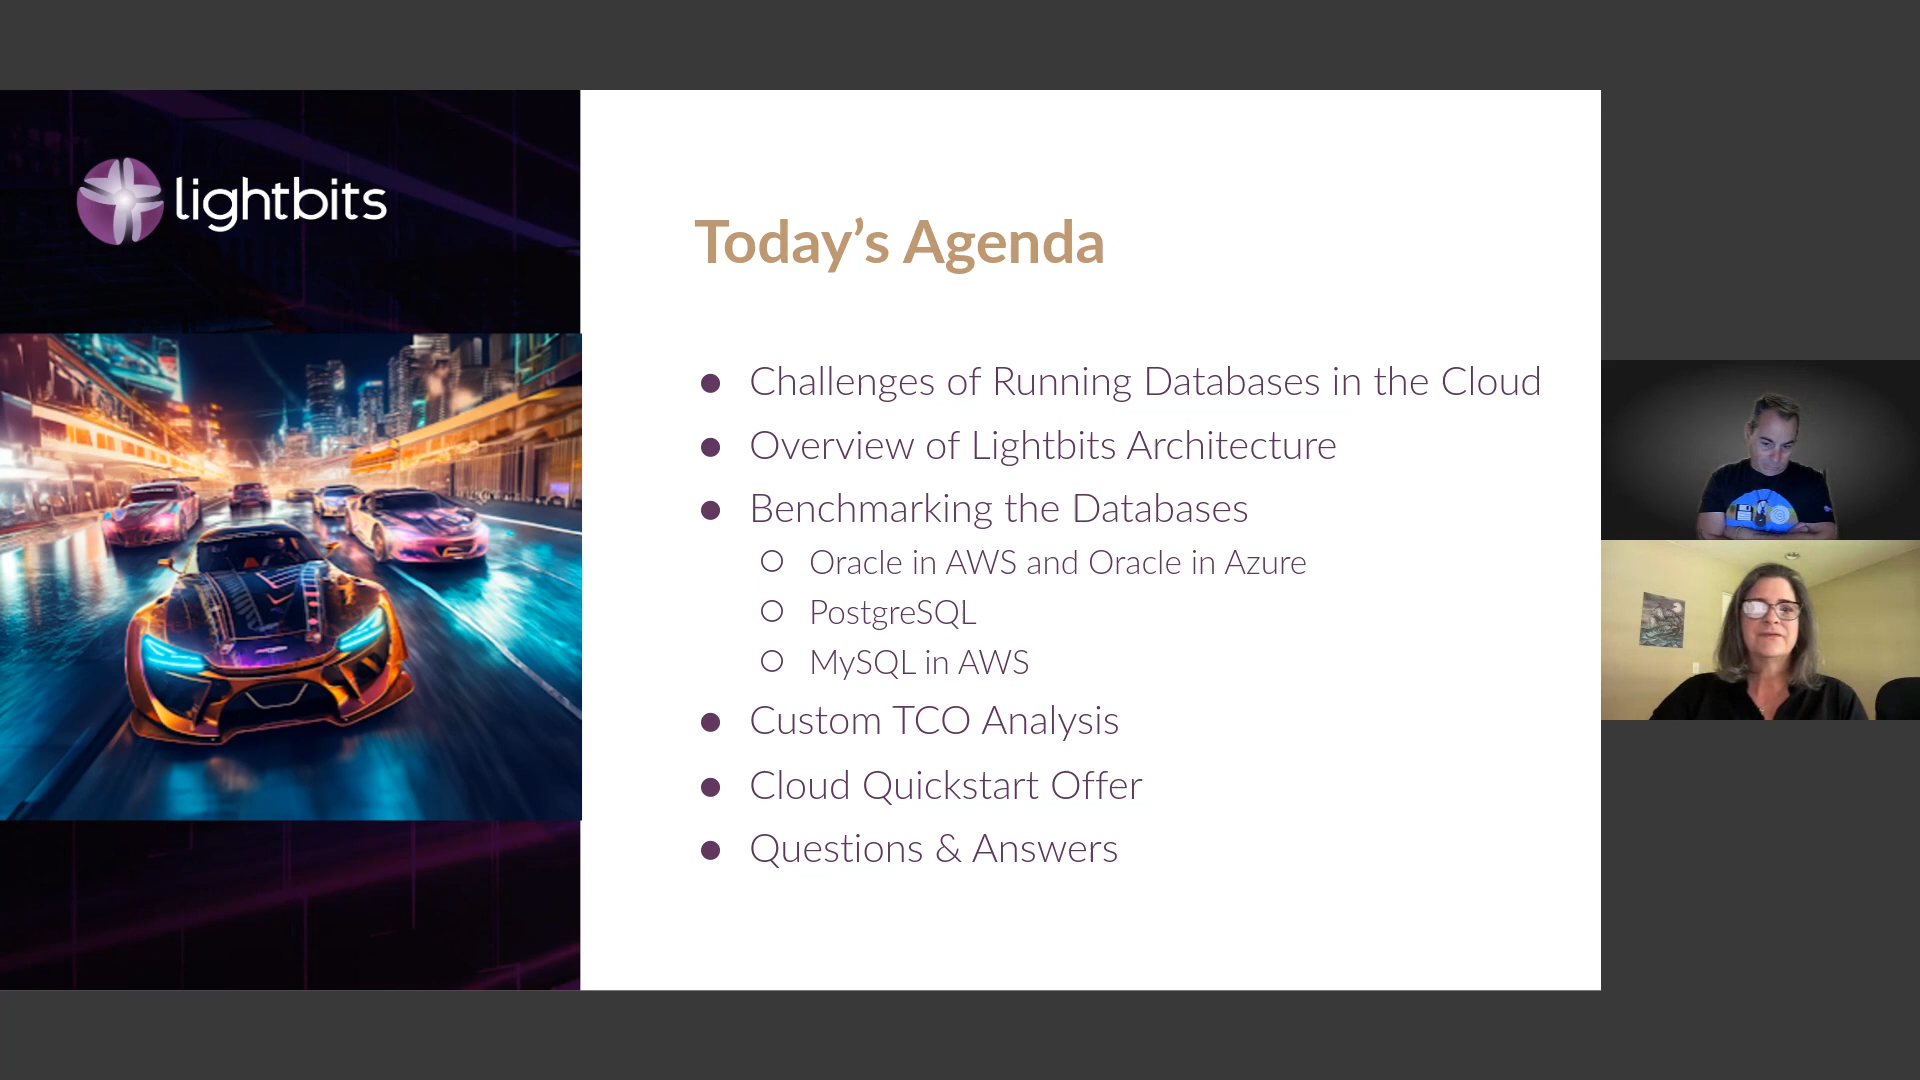 lightbits
Today’s Agenda
● Challenges of Running Databases in the Cloud
● Overview of Lightbits Architecture
● Benchmarking the Databases
○ Oracle in AWS and Oracle in Azure
○ PostgreSQL
○ MySQL in AWS
● Custom TCO Analysis
● Cloud Quickstart Offer
● Questions & Answers